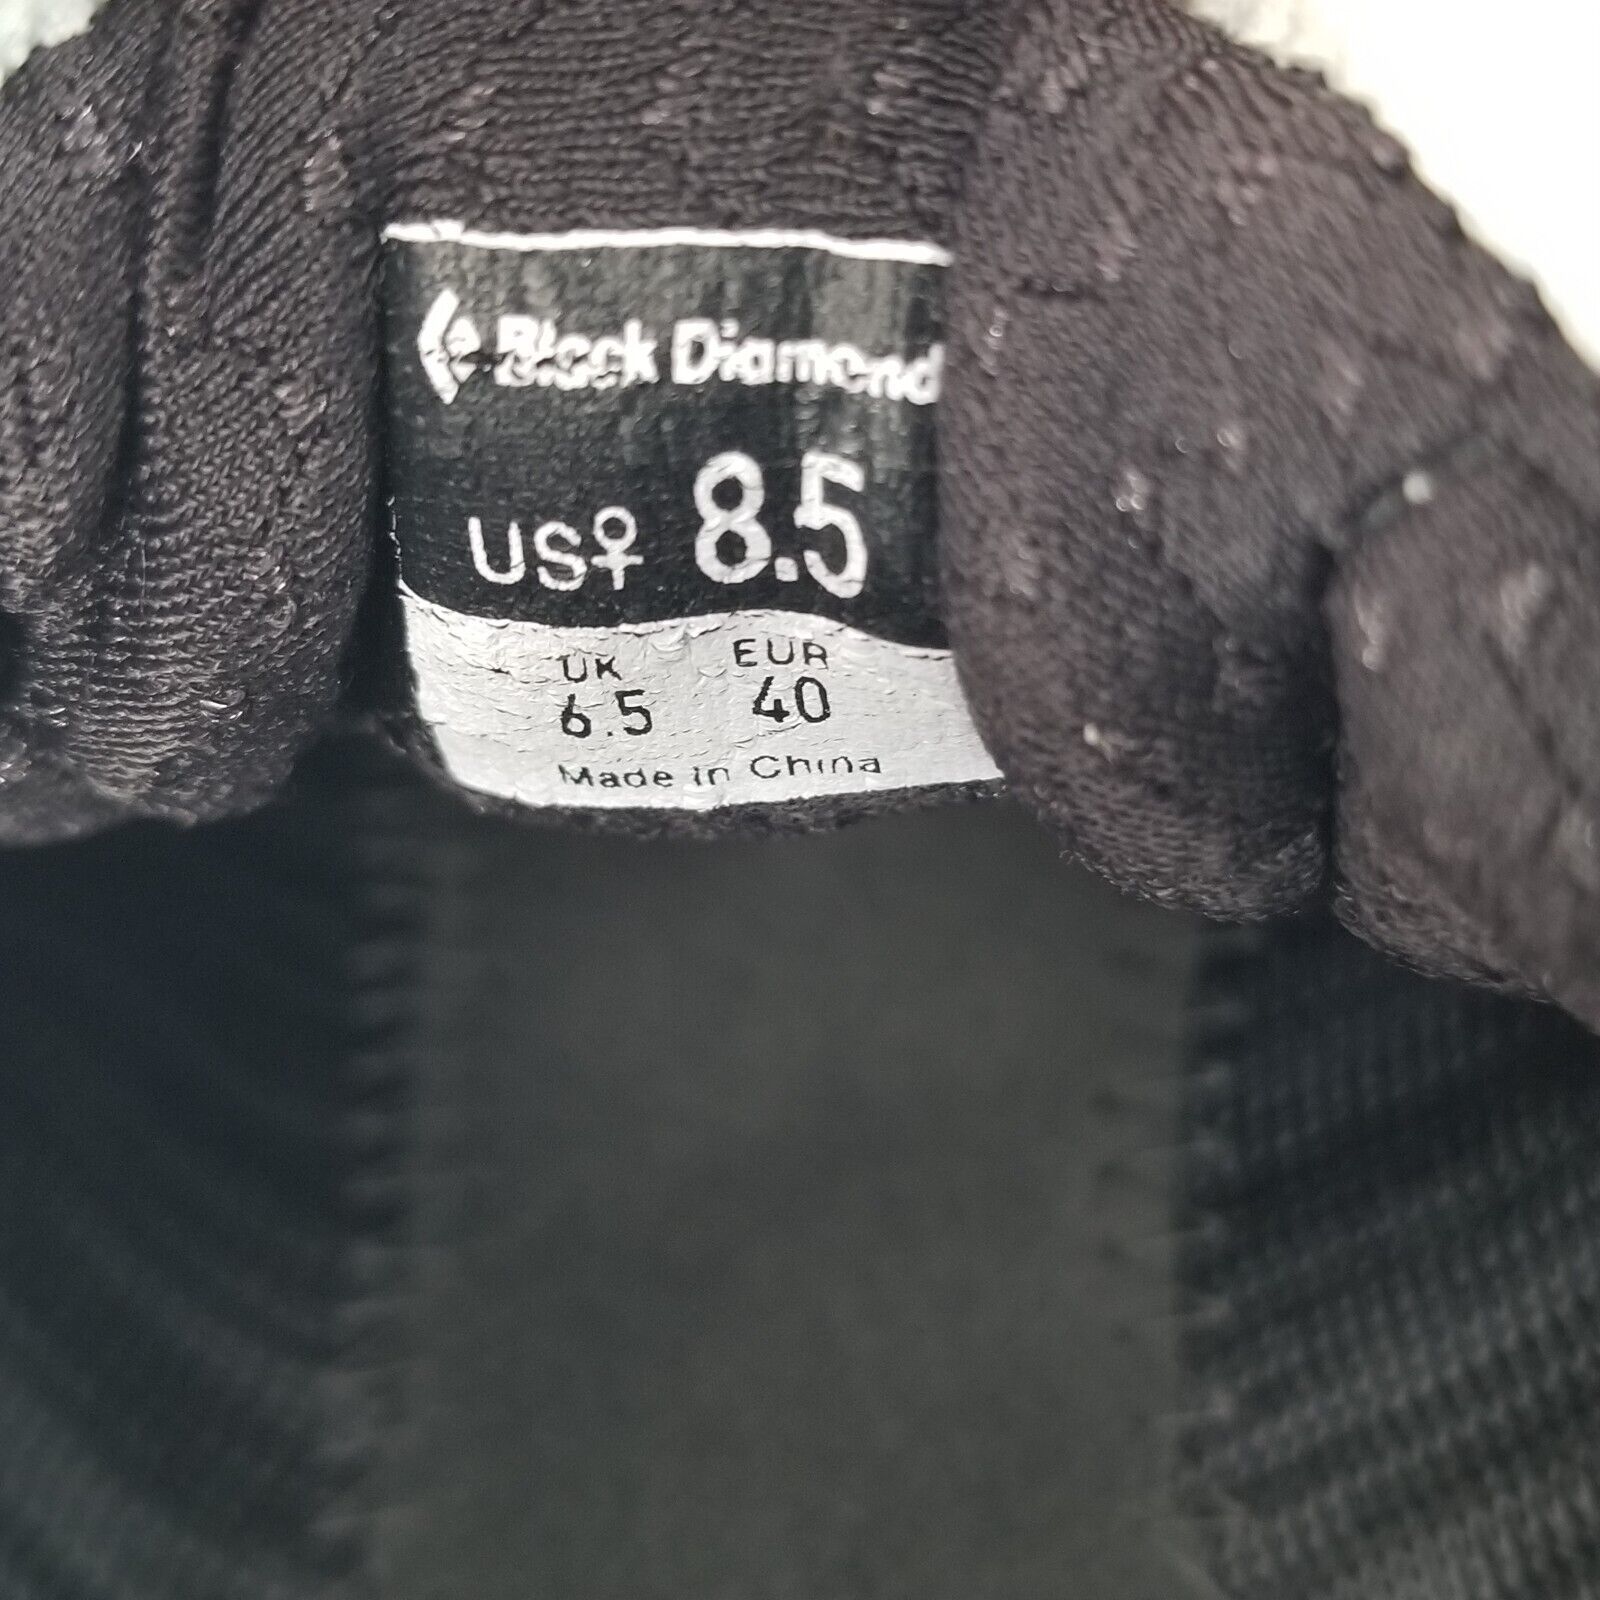 Black Diamond
US♀ 8.5
UK EUR
6.5 40
Made in China